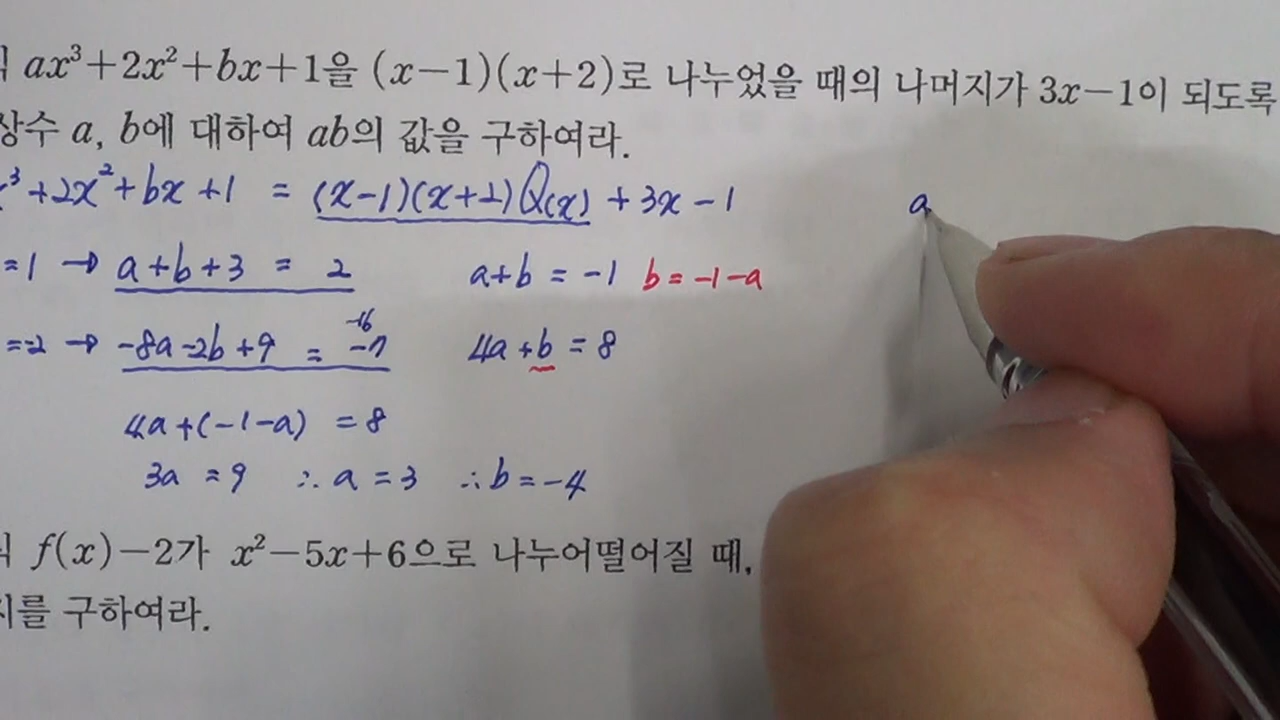 ax³+2x²+bx+1을 (x-1)(x+2)로 나누었을 때의 나머지가 3x-1이 되도록
상수 a, b에 대하여 ab의 값을 구하여라.
³+2x²+bx+1 = (x-1)(x+2)Q(x)+3x-1
a
=1 → a+b+3 = 2 a+b = -1 b = -1-a
-16
=-2 → -8a-2b+9 = -7 4a+b = 8
4a+(-1-a) = 8
3a = 9 ∴ a = 3 ∴ b = -4
f(x)-2가 x²-5x+6으로 나누어떨어질 때,
지를 구하여라.